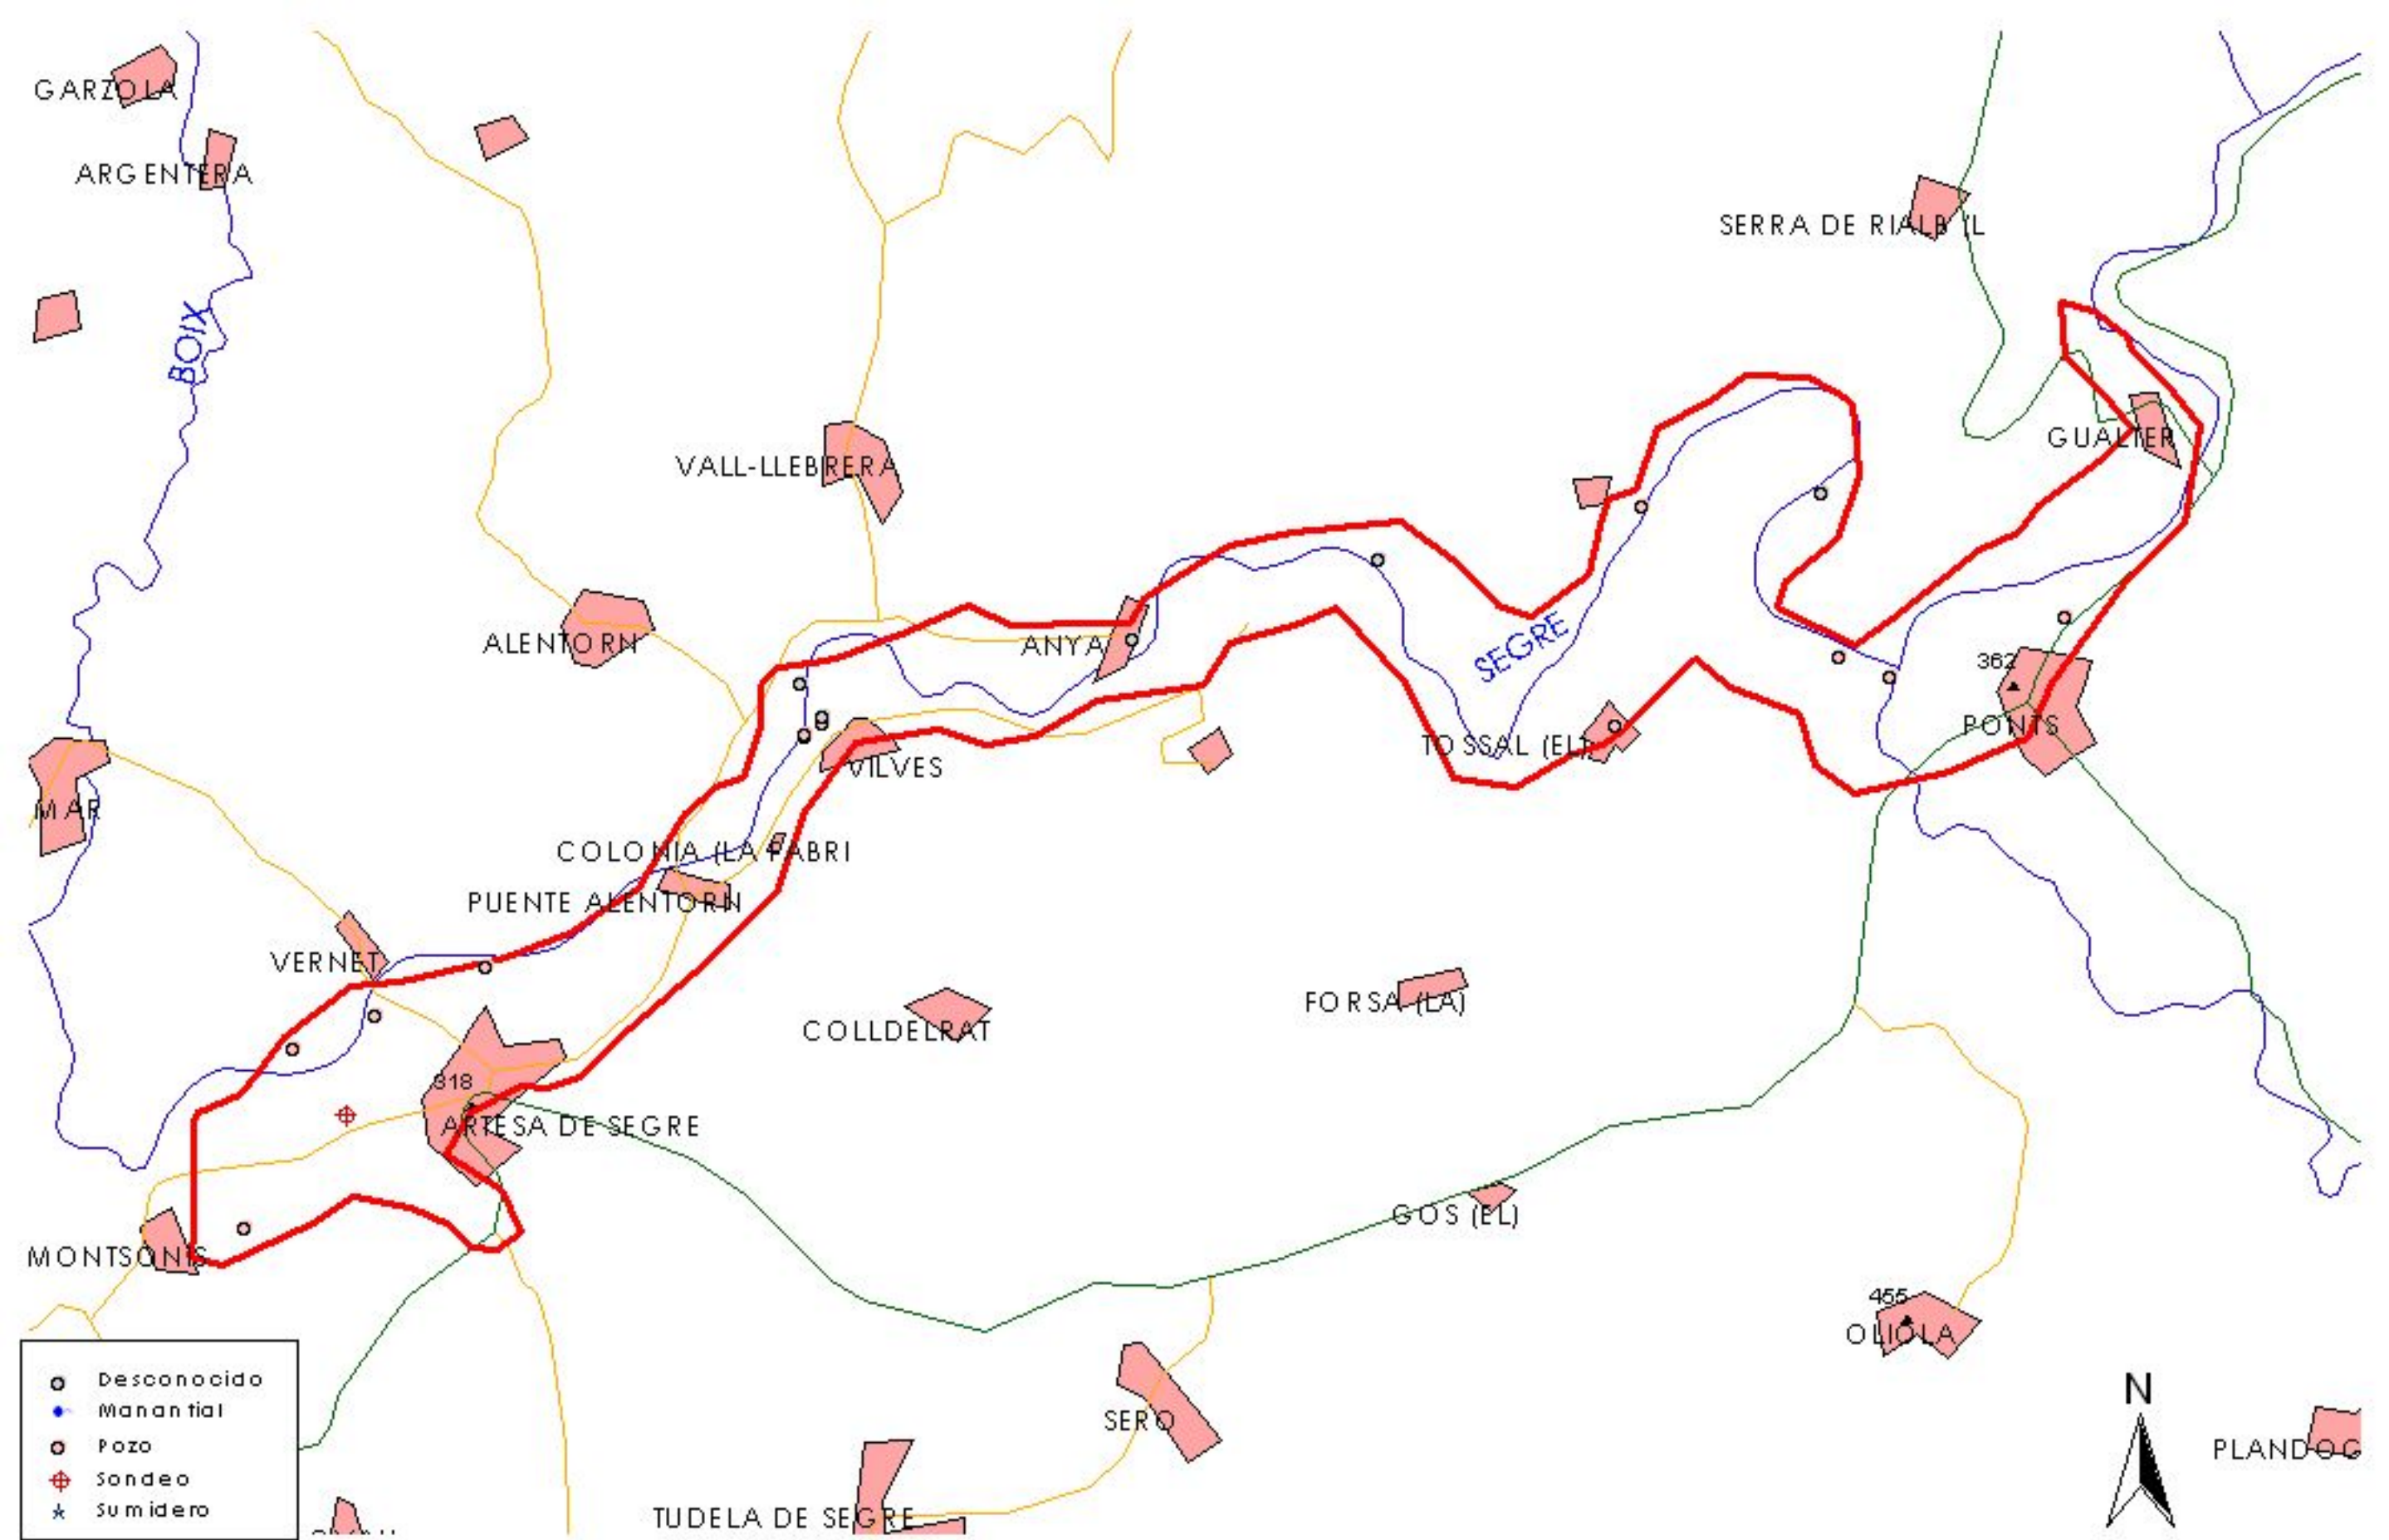 GARZOLA
ARGENTERA
SERRA DE RIALB
BOIX
GUALTER
VALL-LLEBRERA
ALENTORN
ANYA
SEGRE
362
PONTS
TOSSAL (EL)
VILVES
MAR
COLONIA (LA FABRI
PUENTE ALENTORN
VERNET
FORSA (LA)
COLLDELRAT
318
ARTESA DE SEGRE
GOS (EL)
MONTSONIS
455
OLIOLA
Desconocido
Manantial
Pozo
Sondeo
Sumidero
N
SERO
PLANDOG
TUDELA DE SEGRE